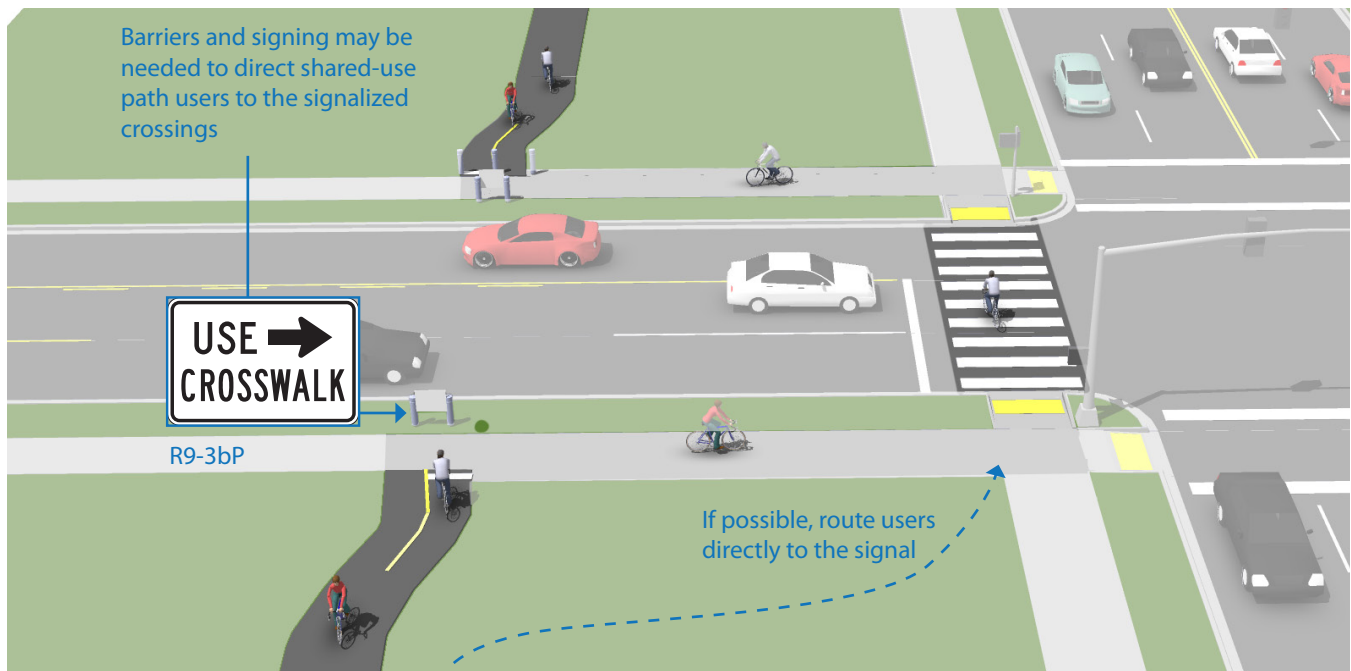 Barriers and signing may be
needed to direct shared-use
path users to the signalized
crossings
USE
CROSSWALK
R9-3bP
If possible, route users
directly to the signal